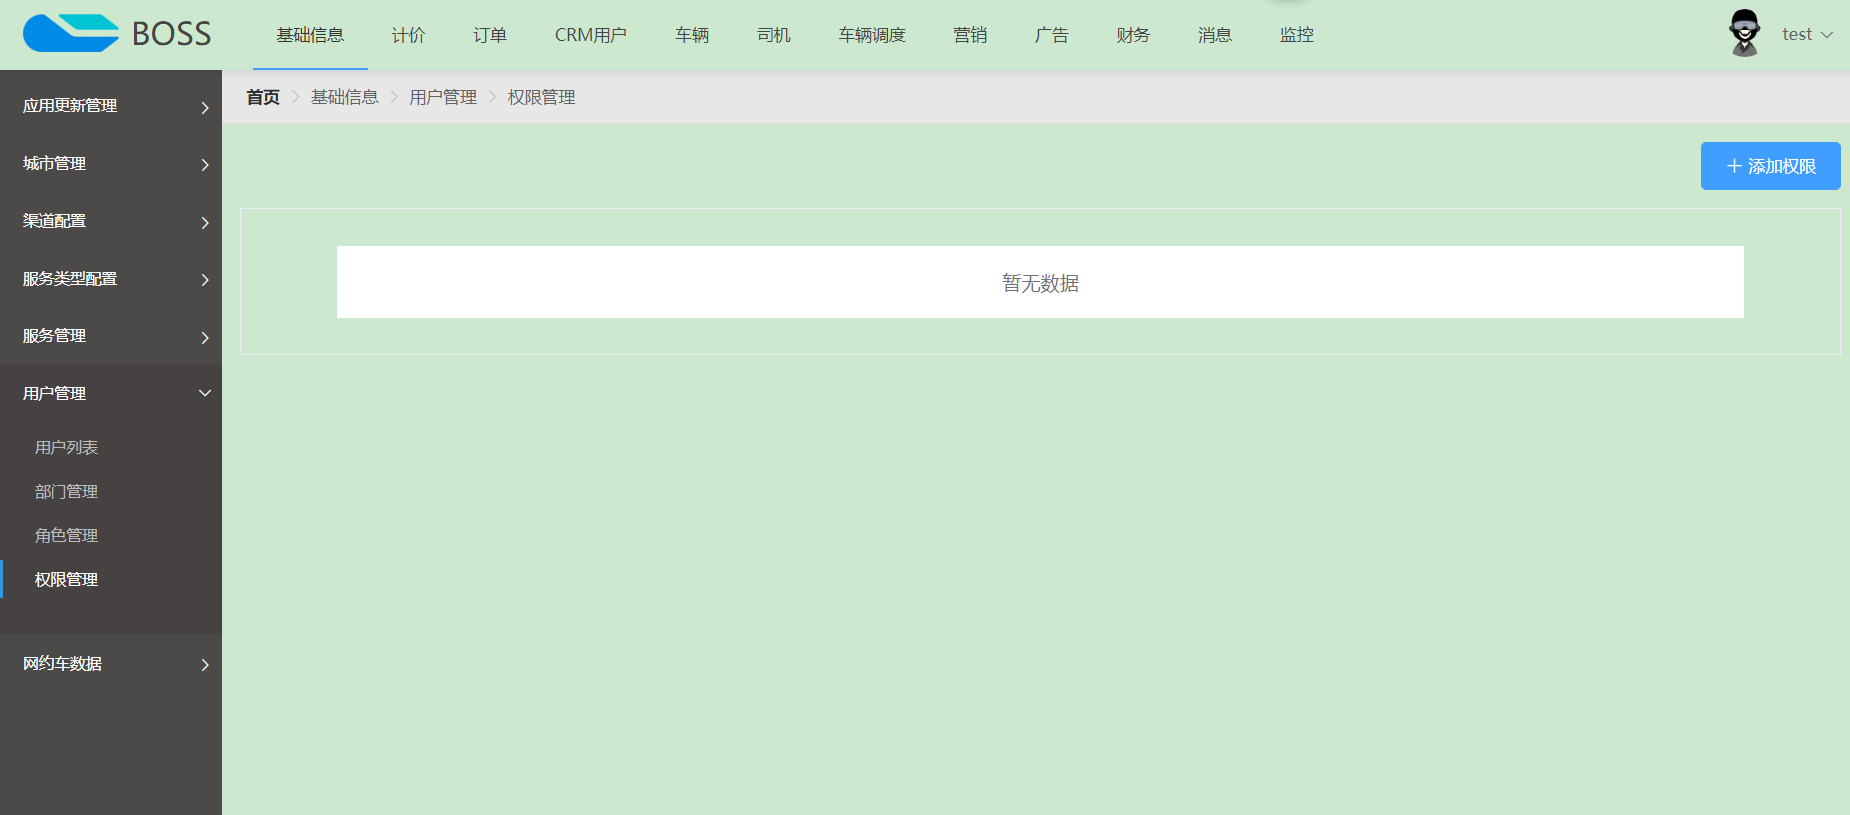 BOSS 基础信息 计价 订单 CRM用户 车辆 司机 车辆调度 营销 广告 财务 消息 监控 test
首页 基础信息 用户管理 权限管理
添加权限
暂无数据
应用更新管理
城市管理
渠道配置
服务类型配置
服务管理
用户管理
用户列表
部门管理
角色管理
权限管理
网约车数据